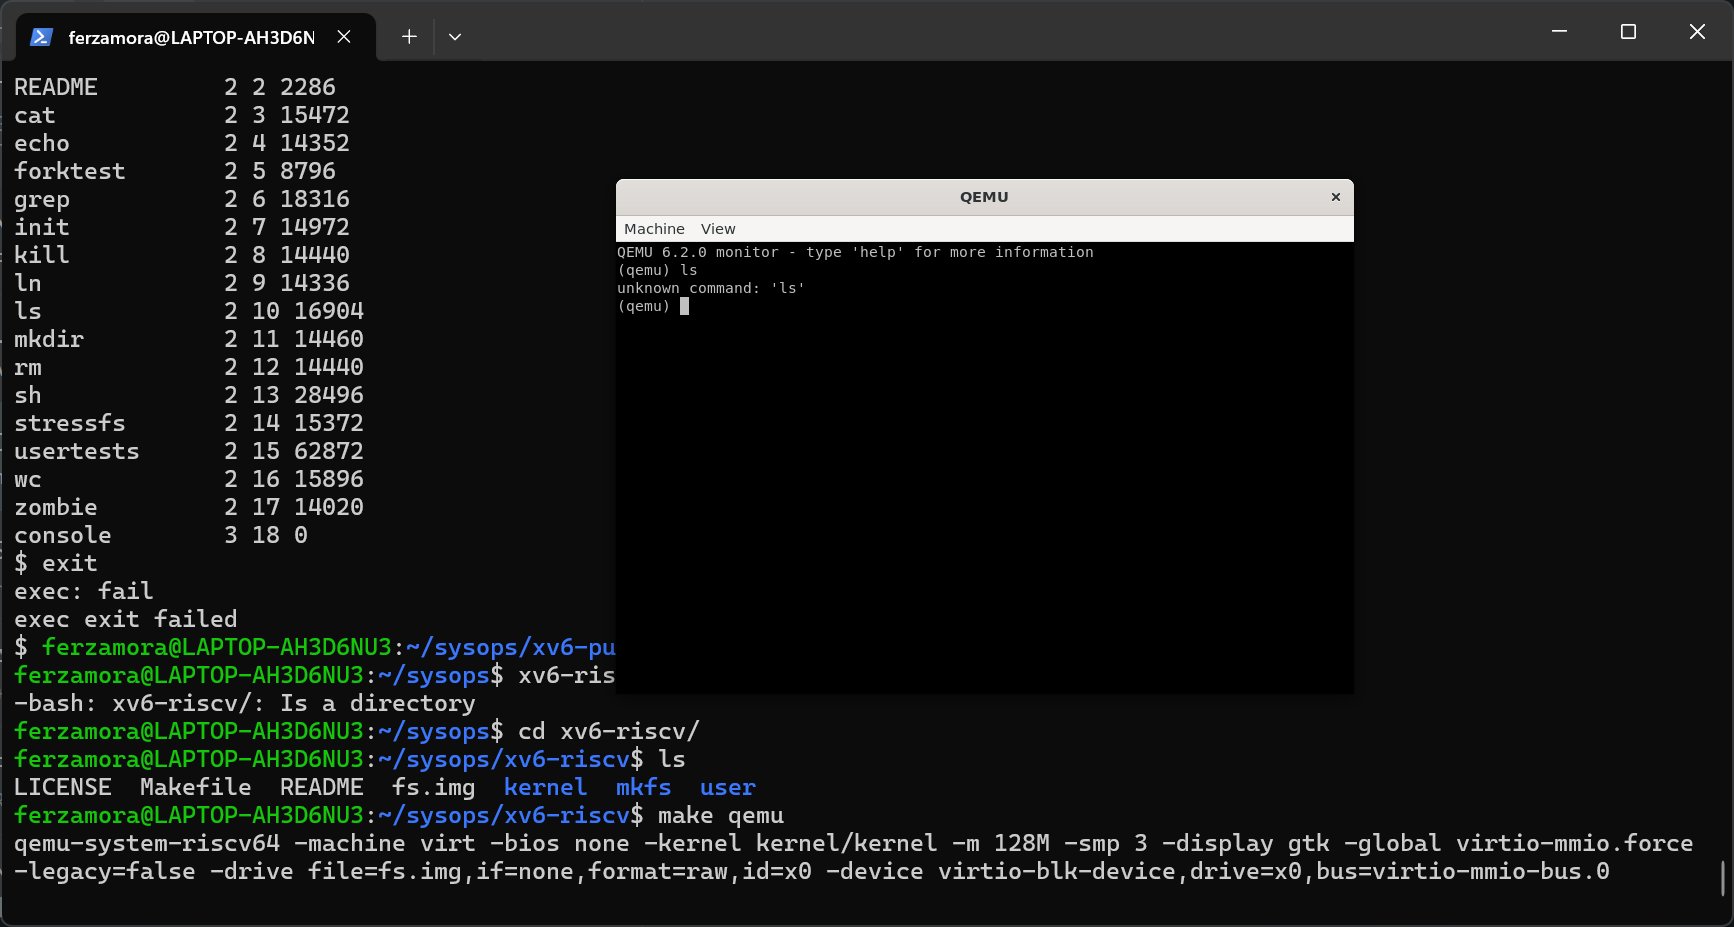 ferzamora@LAPTOP-AH3D6N
README         2 2 2286
cat            2 3 15472
echo           2 4 14352
forktest       2 5 8796
grep           2 6 18316
init           2 7 14972
kill           2 8 14440
ln             2 9 14336
ls             2 10 16904
mkdir          2 11 14460
rm             2 12 14440
sh             2 13 28496
stressfs       2 14 15372
usertests      2 15 62872
wc             2 16 15896
zombie         2 17 14020
console        3 18 0
$ exit
exec: fail
exec exit failed
$ ferzamora@LAPTOP-AH3D6NU3:~/sysops/xv6-pu
ferzamora@LAPTOP-AH3D6NU3:~/sysops$ xv6-ris
-bash: xv6-riscv/: Is a directory
ferzamora@LAPTOP-AH3D6NU3:~/sysops$ cd xv6-riscv/
ferzamora@LAPTOP-AH3D6NU3:~/sysops/xv6-riscv$ ls
LICENSE  Makefile  README  fs.img  kernel  mkfs  user
ferzamora@LAPTOP-AH3D6NU3:~/sysops/xv6-riscv$ make qemu
qemu-system-riscv64 -machine virt -bios none -kernel kernel/kernel -m 128M -smp 3 -display gtk -global virtio-mmio.force
-legacy=false -drive file=fs.img,if=none,format=raw,id=x0 -device virtio-blk-device,drive=x0,bus=virtio-mmio-bus.0
QEMU
Machine View
QEMU 6.2.0 monitor - type 'help' for more information
(qemu) ls
unknown command: 'ls'
(qemu)